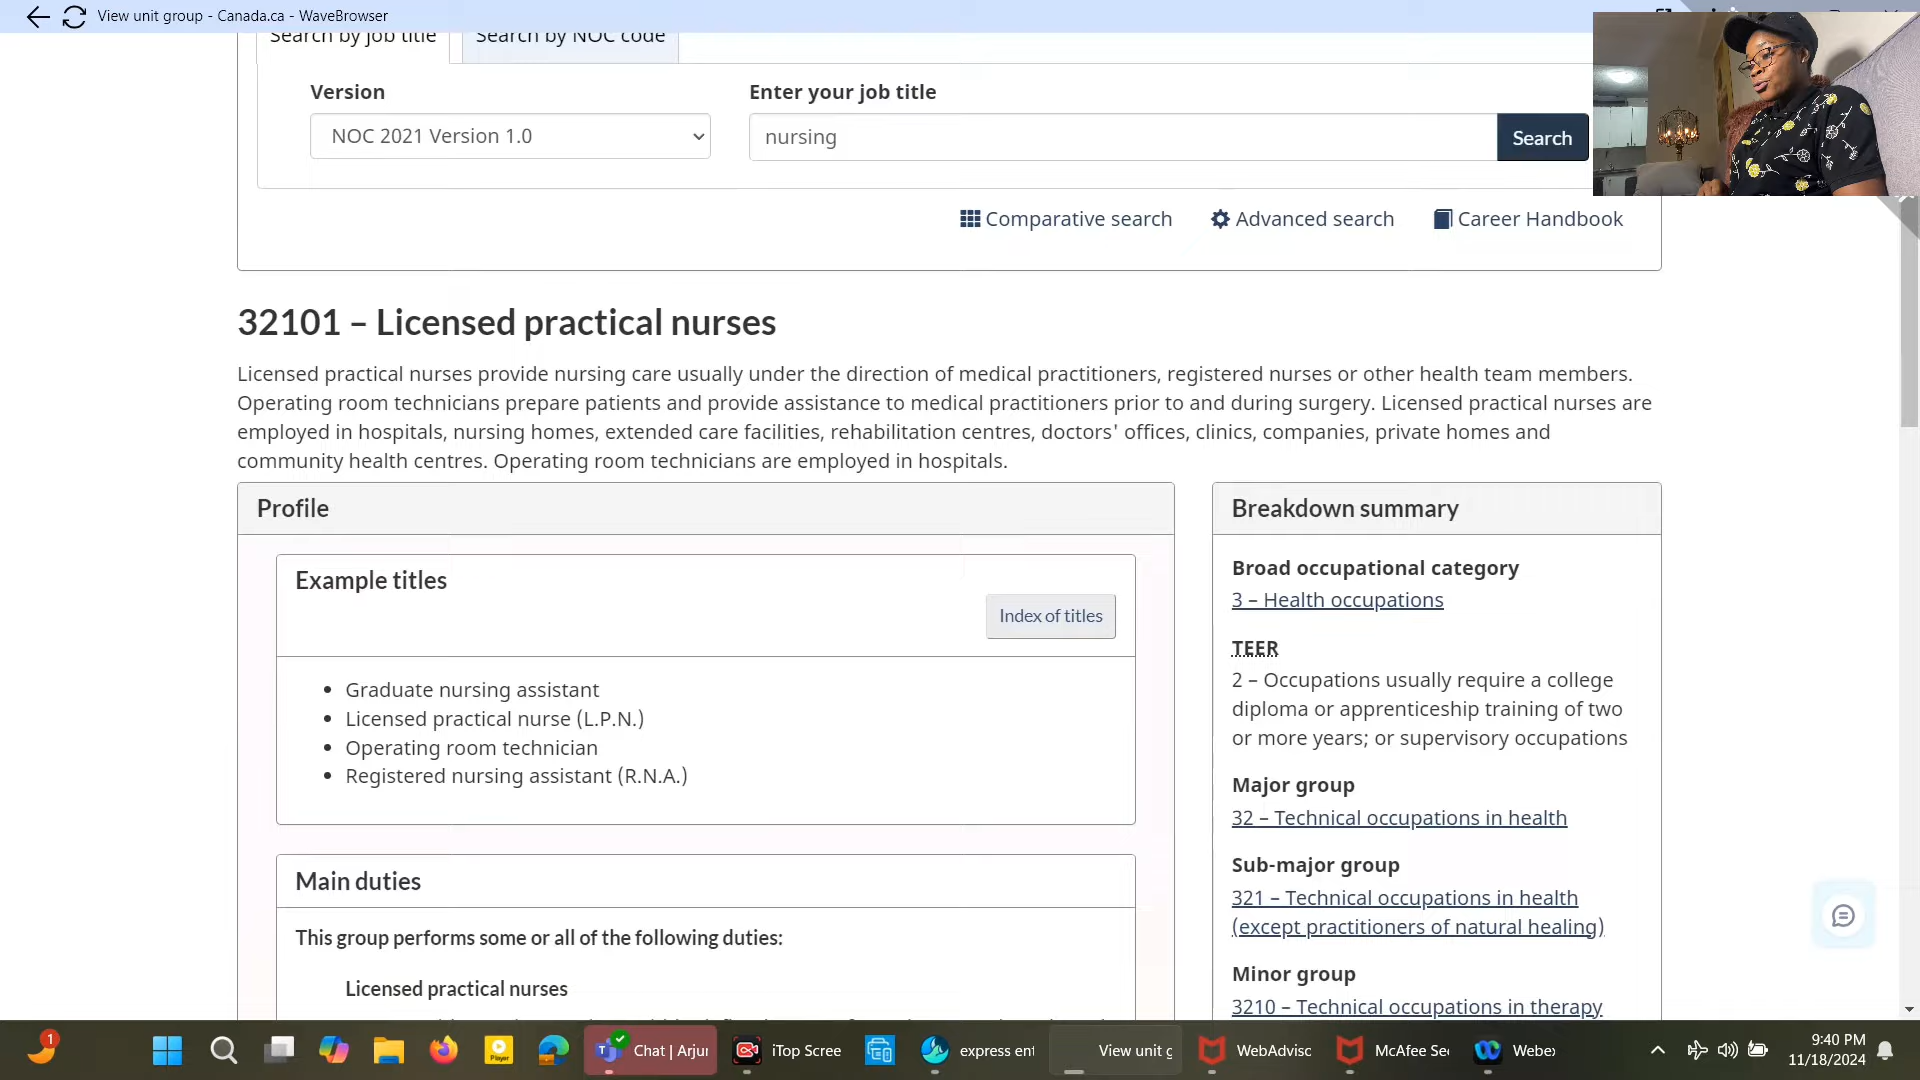 View unit group - Canada.ca - WaveBrowser
Search by job title
Search by NOC code
Version
Enter your job title
NOC 2021 Version 1.0
nursing
Search
Comparative search
Advanced search
Career Handbook
32101 – Licensed practical nurses
Licensed practical nurses provide nursing care usually under the direction of medical practitioners, registered nurses or other health team members.
Operating room technicians prepare patients and provide assistance to medical practitioners prior to and during surgery. Licensed practical nurses are
employed in hospitals, nursing homes, extended care facilities, rehabilitation centres, doctors' offices, clinics, companies, private homes and
community health centres. Operating room technicians are employed in hospitals.
Profile
Example titles
Index of titles
• Graduate nursing assistant
• Licensed practical nurse (L.P.N.)
• Operating room technician
• Registered nursing assistant (R.N.A.)
Main duties
This group performs some or all of the following duties:
Licensed practical nurses
Breakdown summary
Broad occupational category
3 – Health occupations
TEER
2 – Occupations usually require a college
diploma or apprenticeship training of two
or more years; or supervisory occupations
Major group
32 – Technical occupations in health
Sub-major group
321 – Technical occupations in health
(except practitioners of natural healing)
Minor group
3210 – Technical occupations in therapy
1
Player
Chat | Arjur
iTop Scree
express ent
View unit g
WebAdvisc
McAfee Se
Webex
9:40 PM
11/18/2024